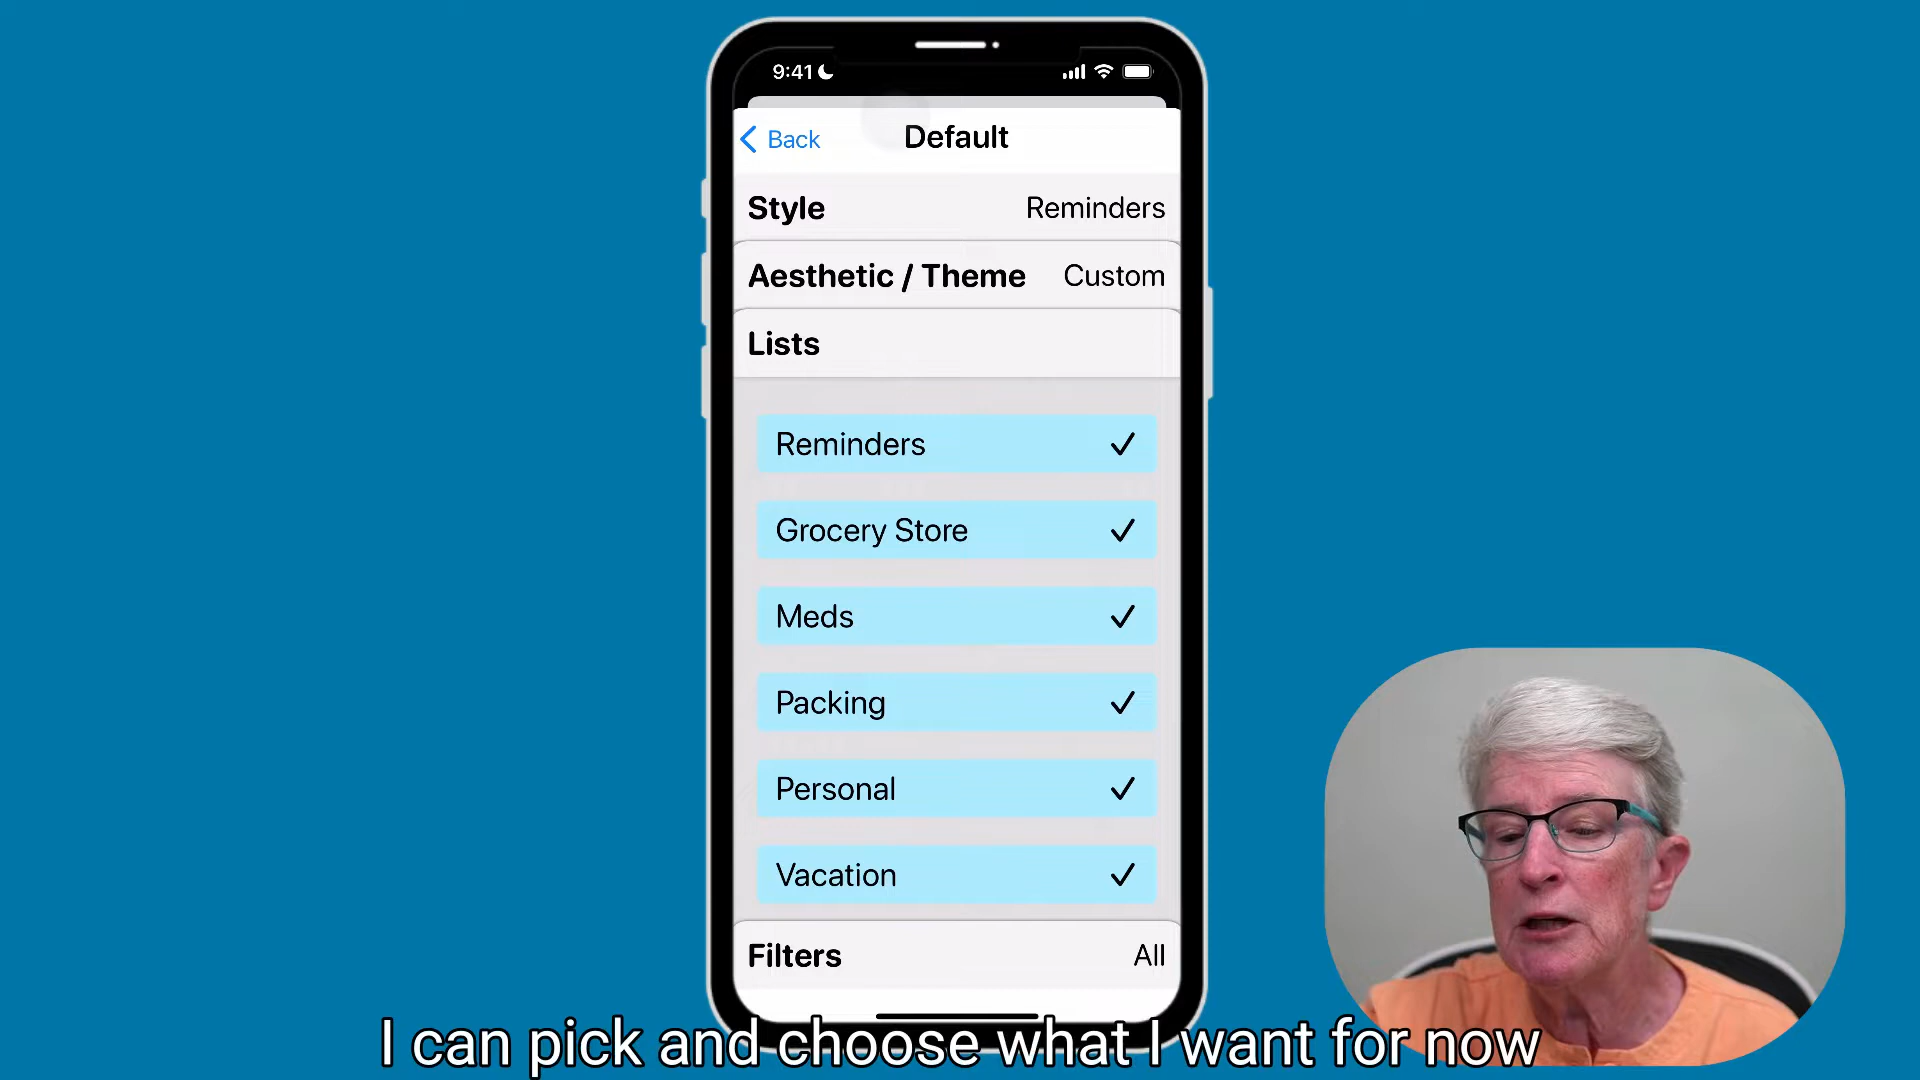 9:41
Back
Default
Style Reminders
Aesthetic / Theme Custom
Lists
Reminders
Grocery Store
Meds
Packing
Personal
Vacation
Filters All
I can pick and choose what I want for now